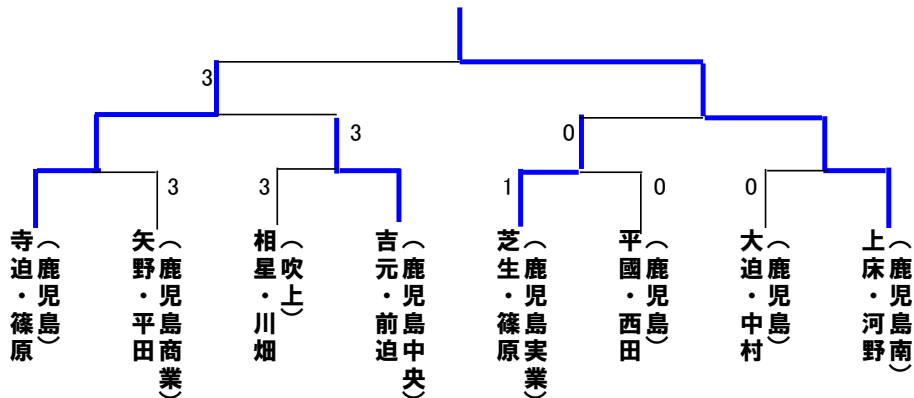 3
3
0
3
3
1
0
0
寺迫・篠原
(鹿児島)
矢野・平田
(鹿児島商業)
相星・川畑
(吹上)
吉元・前迫
(鹿児島中央)
芝生・篠原
(鹿児島実業)
平國・西田
(鹿児島)
大迫・中村
(鹿児島)
上床・河野
(鹿児島南)